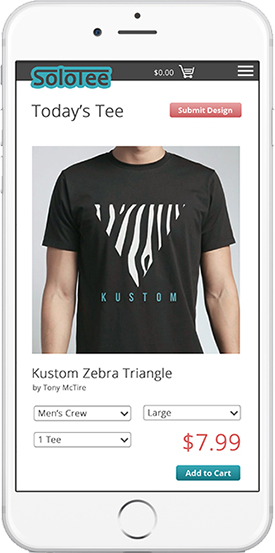 SoloTee
$0.00
Today's Tee
Submit Design
KUSTOM
Kustom Zebra Triangle
by Tony McTire
Men's Crew Large
1 Tee
$7.99
Add to Cart